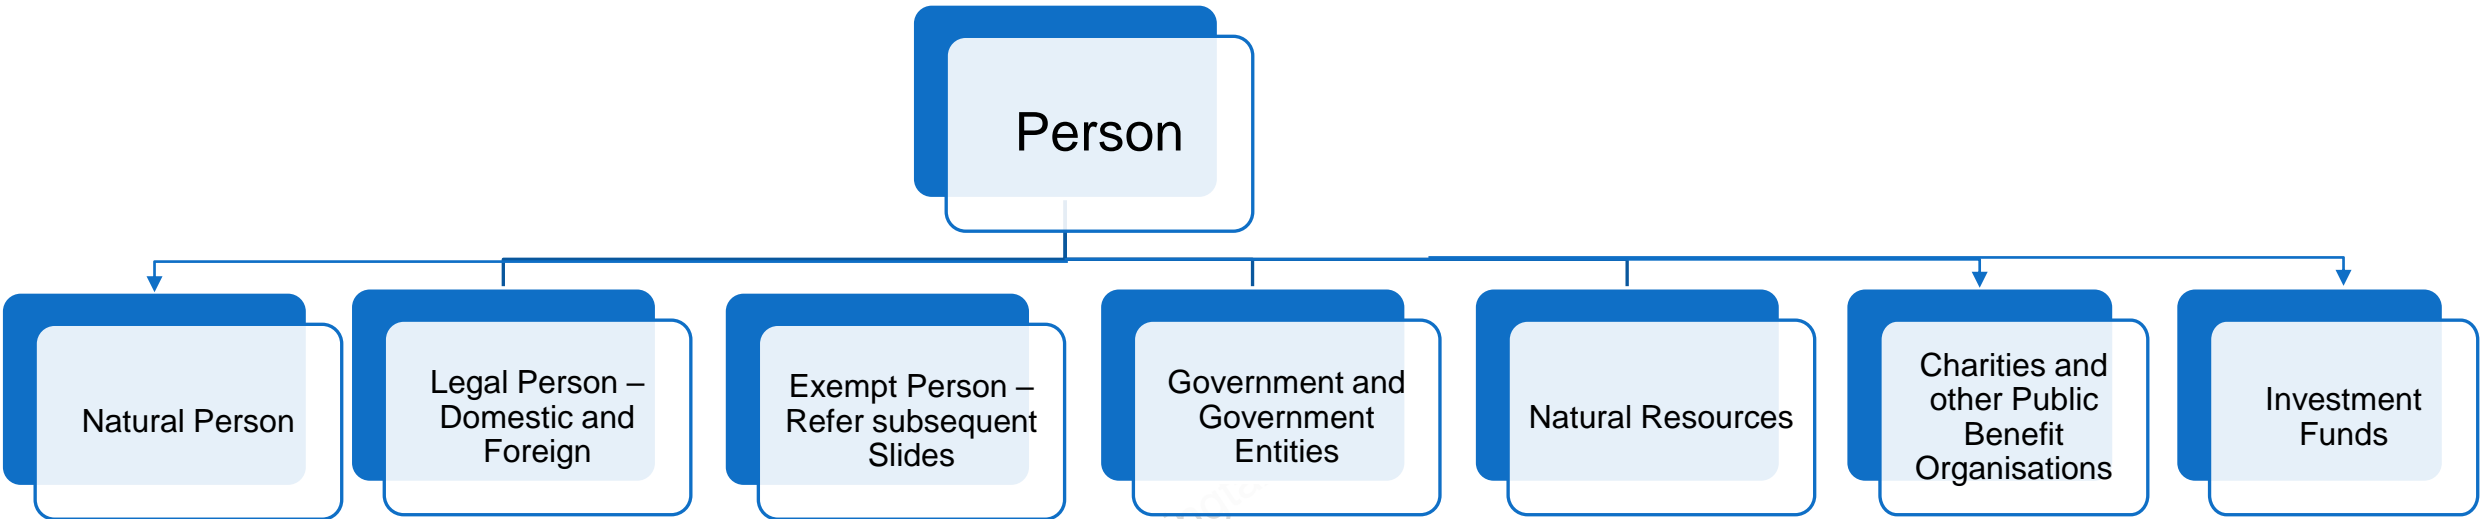 Person
Natural Person
Legal Person –
Domestic and
Foreign
Exempt Person –
Refer subsequent
Slides
Government and
Government
Entities
Natural Resources
Charities and
other Public
Benefit
Organisations
Investment
Funds